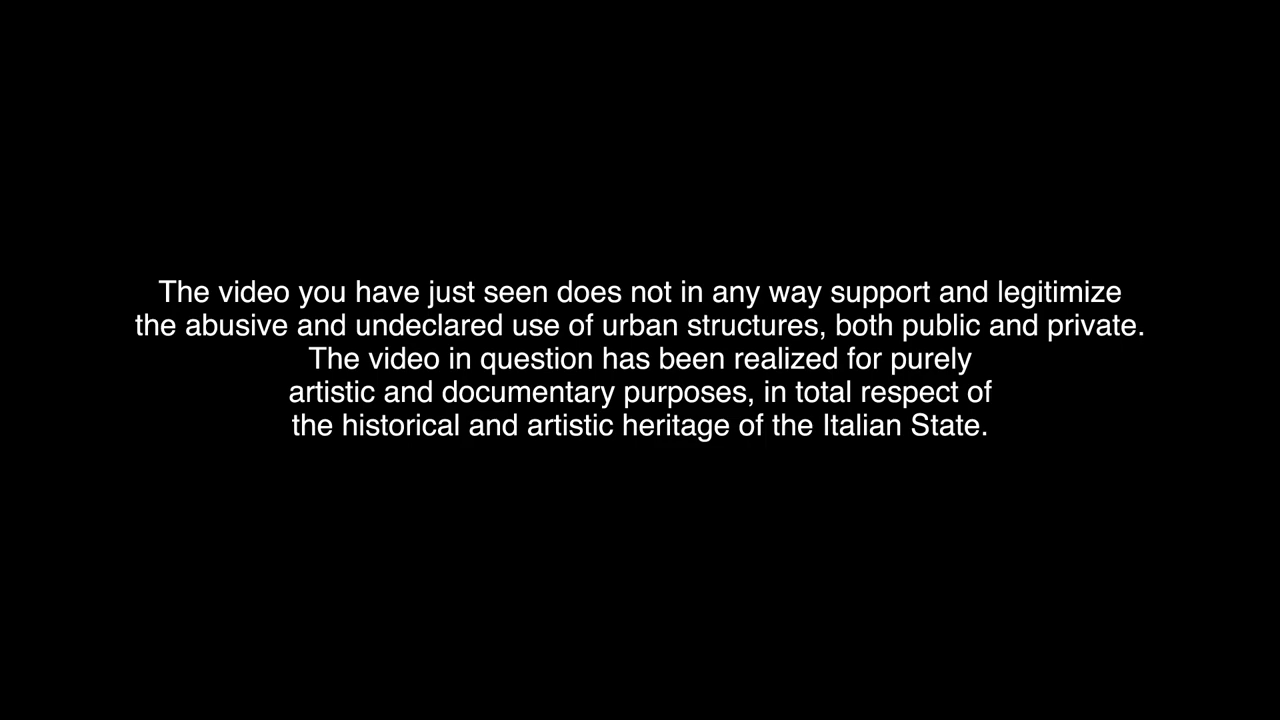 The video you have just seen does not in any way support and legitimize
the abusive and undeclared use of urban structures, both public and private.
The video in question has been realized for purely
artistic and documentary purposes, in total respect of
the historical and artistic heritage of the Italian State.